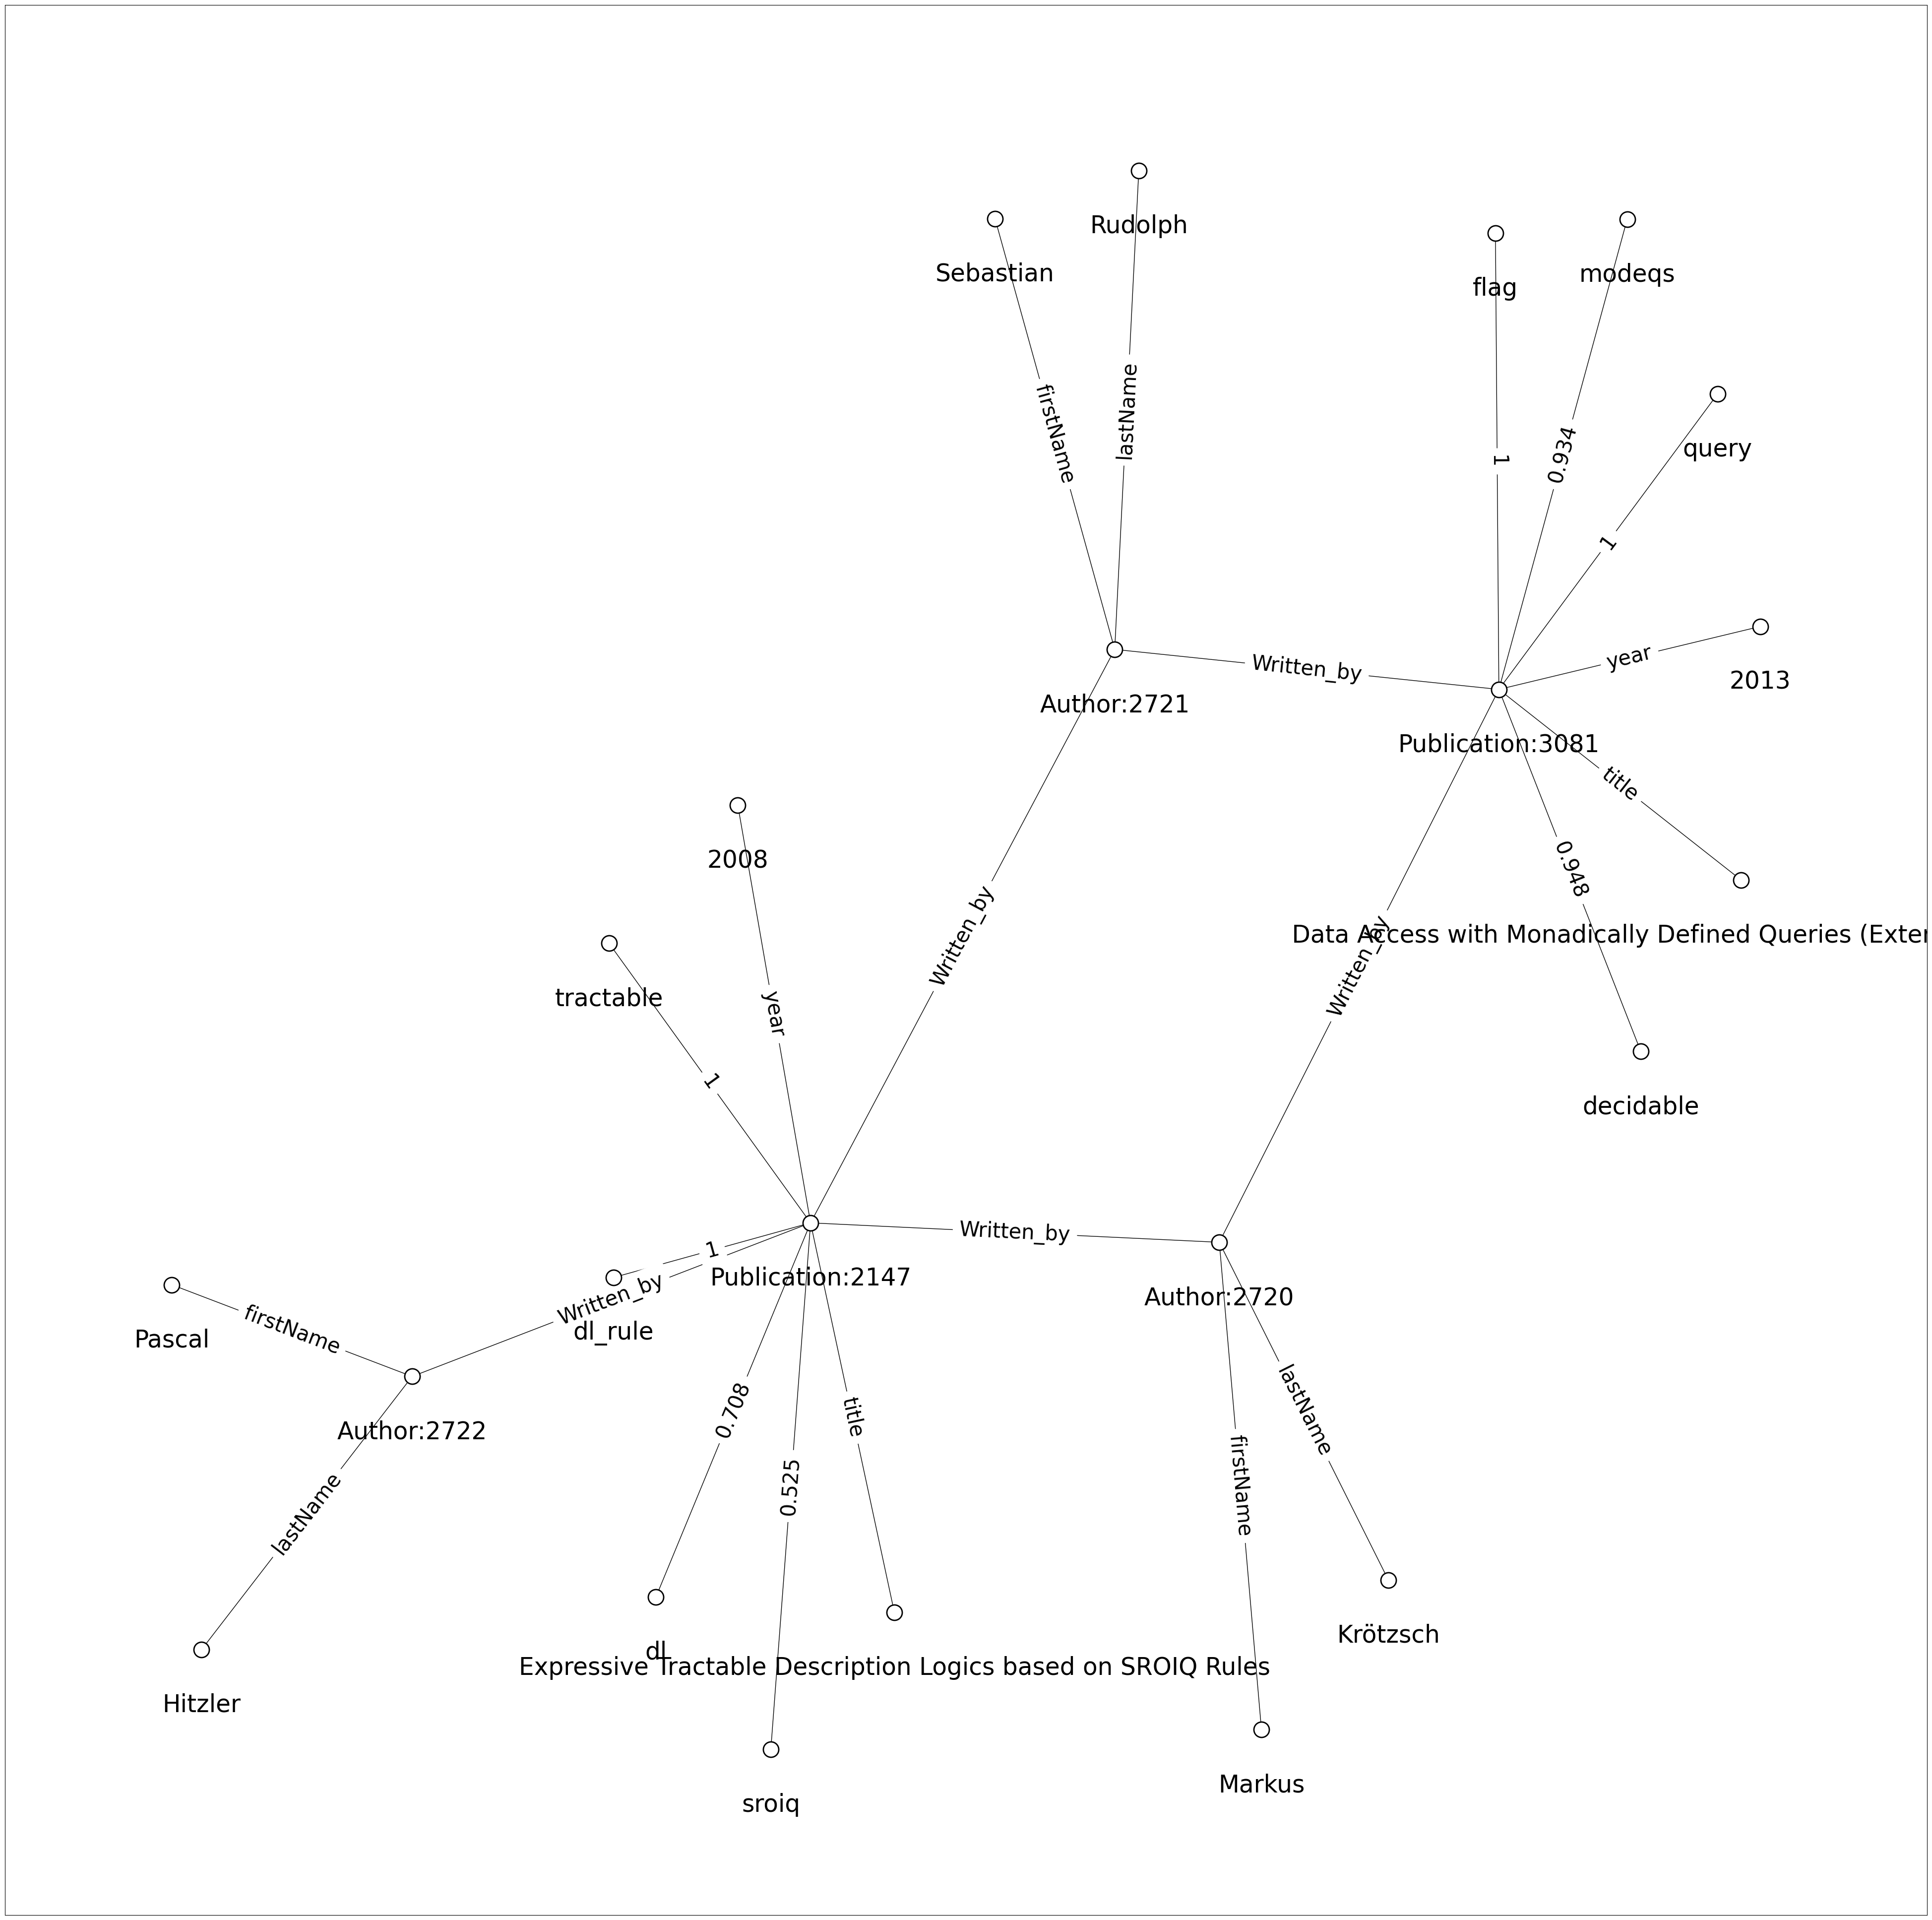 Rudolph
Sebastian
flag
modeqs
firstName
lastName
1
0.934
query
1
Written_by
year
2013
Author:2721
Publication:3081
title
2008
0.948
Written_by
Data Access with Monadically Defined Queries (Exter
Written_by
tractable
year
1
decidable
1
Written_by
Publication:2147
Written_by
Author:2720
firstName
Pascal
dl_rule
Author:2722
0.708
title
lastName
0.525
firstName
lastName
Krötzsch
dl
Expressive Tractable Description Logics based on SROIQ Rules
Hitzler
Markus
sroiq